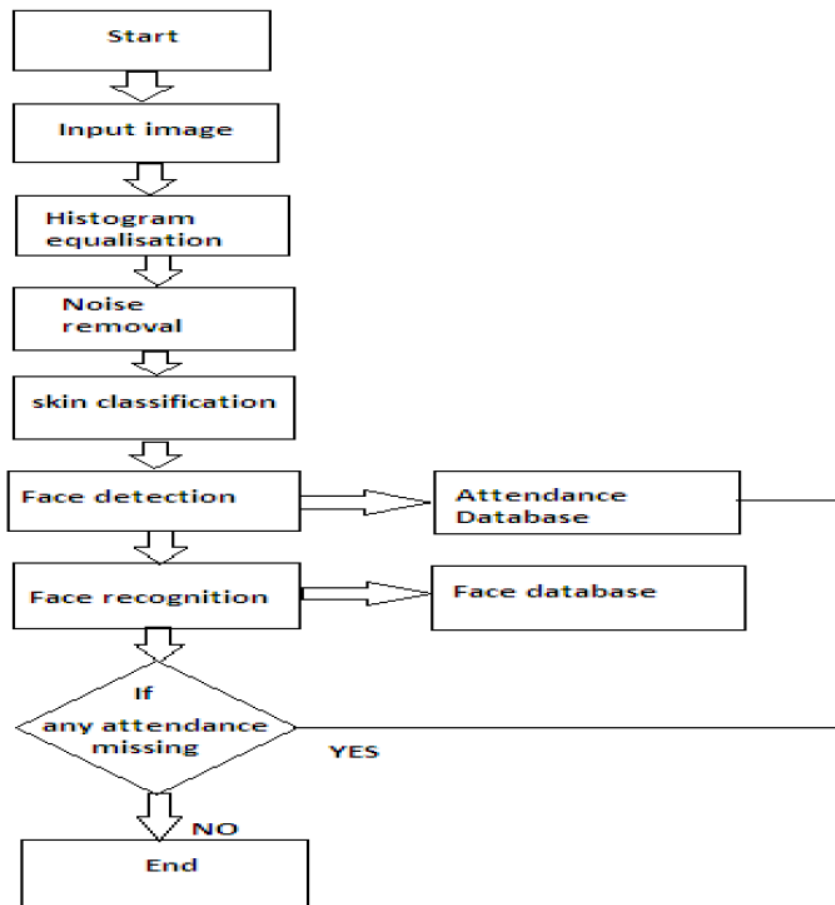 Start
Input image
Histogram
equalisation
Noise
removal
skin classification
Face detection
Attendance
Database
Face recognition
Face database
If
any attendance
missing
YES
NO
End